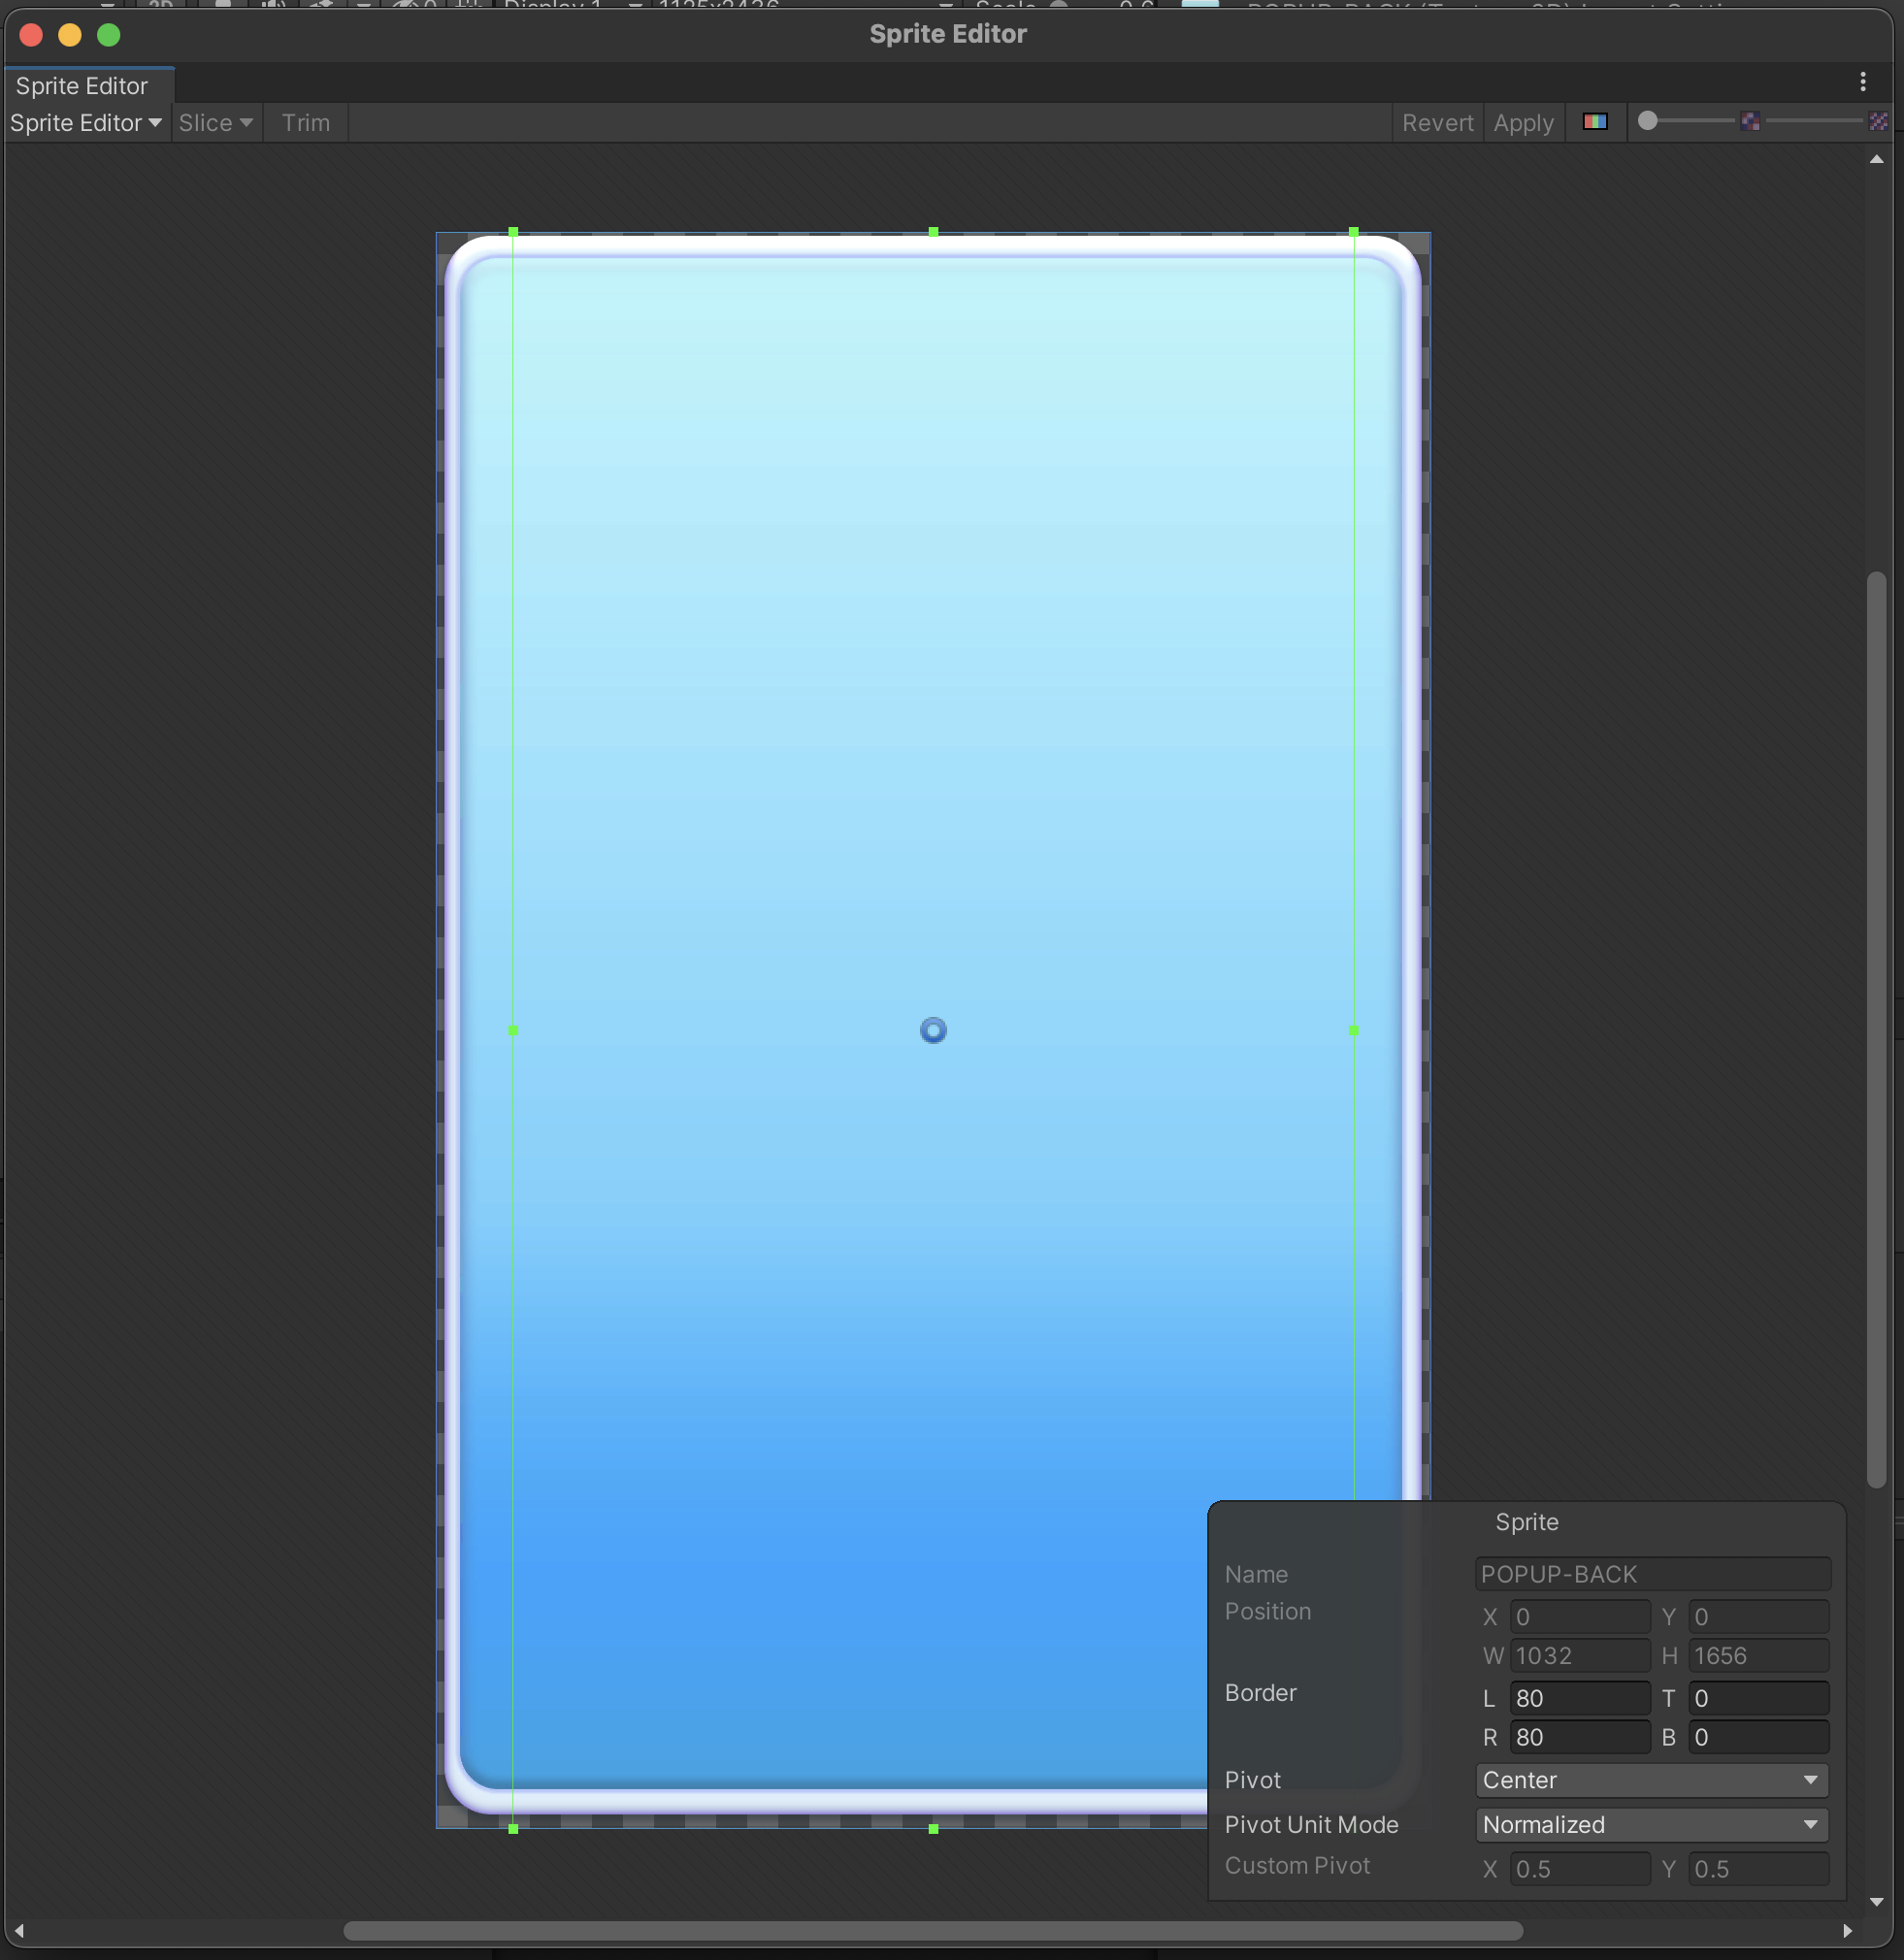 Sprite Editor
Sprite Editor
Sprite Editor Slice Trim Revert Apply
Sprite
Name POPUP-BACK
Position X 0 Y 0
W 1032 H 1656
Border L 80 T 0
R 80 B 0
Pivot Center
Pivot Unit Mode Normalized
Custom Pivot X 0.5 Y 0.5